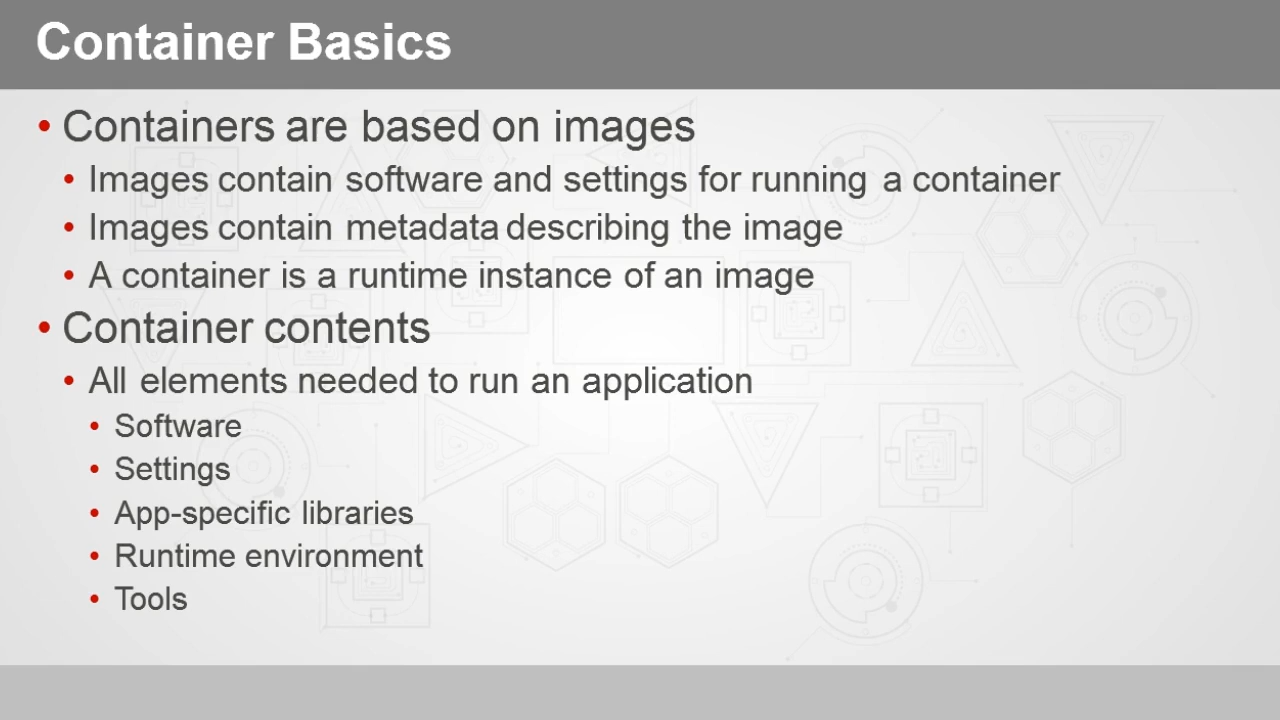 Container Basics
• Containers are based on images
• Images contain software and settings for running a container
• Images contain metadata describing the image
• A container is a runtime instance of an image
• Container contents
• All elements needed to run an application
• Software
• Settings
• App-specific libraries
• Runtime environment
• Tools